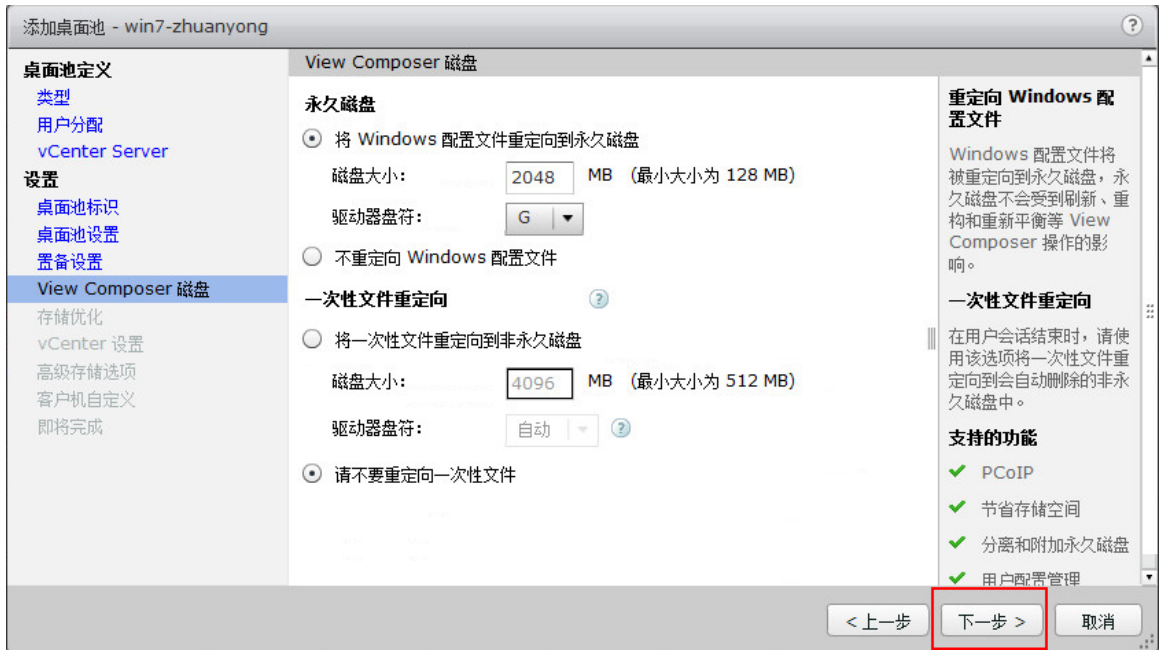 添加桌面池 - win7-zhuanyong
?
桌面池定义
类型
用户分配
vCenter Server
设置
桌面池标识
桌面池设置
置备设置
View Composer 磁盘
存储优化
vCenter 设置
高级存储选项
客户机自定义
即将完成
View Composer 磁盘
永久磁盘
将 Windows 配置文件重定向到永久磁盘
磁盘大小: 2048 MB (最小大小为 128 MB)
驱动器盘符: G
不重定向 Windows 配置文件
一次性文件重定向 ?
将一次性文件重定向到非永久磁盘
磁盘大小: 4096 MB (最小大小为 512 MB)
驱动器盘符: 自动 ?
请不要重定向一次性文件
重定向 Windows 配
置文件
Windows 配置文件将
被重定向到永久磁盘，永
久磁盘不会受到刷新、重
构和重新平衡等 View
Composer 操作的影
响。
一次性文件重定向
在用户会话结束时，请使
用该选项将一次性文件重
定向到会自动删除的非永
久磁盘中。
支持的功能
PCoIP
节省存储空间
分离和附加永久磁盘
用户配置管理
<上一步 下一步 > 取消